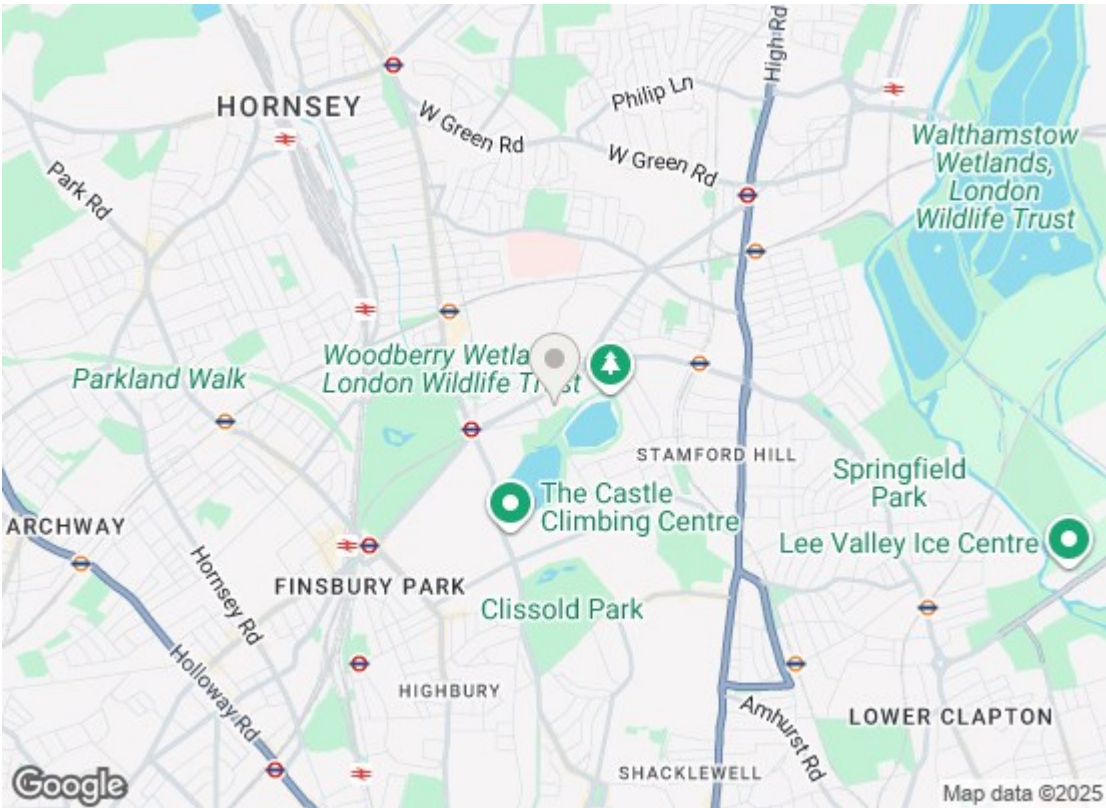 High Rd
HORNSEY
Philip Ln
W Green Rd
W Green Rd
Walthamstow
Wetlands,
London
Wildlife Trust
Park Rd
Woodberry
London Wildlife
Parkland Walk
STAMFORD HILL
Springfield
Park
The Castle
Climbing Centre
ARCHWAY
Lee Valley Ice Centre
Hornsey Rd
FINSBURY PARK
Clissold Park
Holloway Rd
HIGHBURY
Amhurst Rd
LOWER CLAPTON
SHACKLEWELL
Google
Map data ©2025